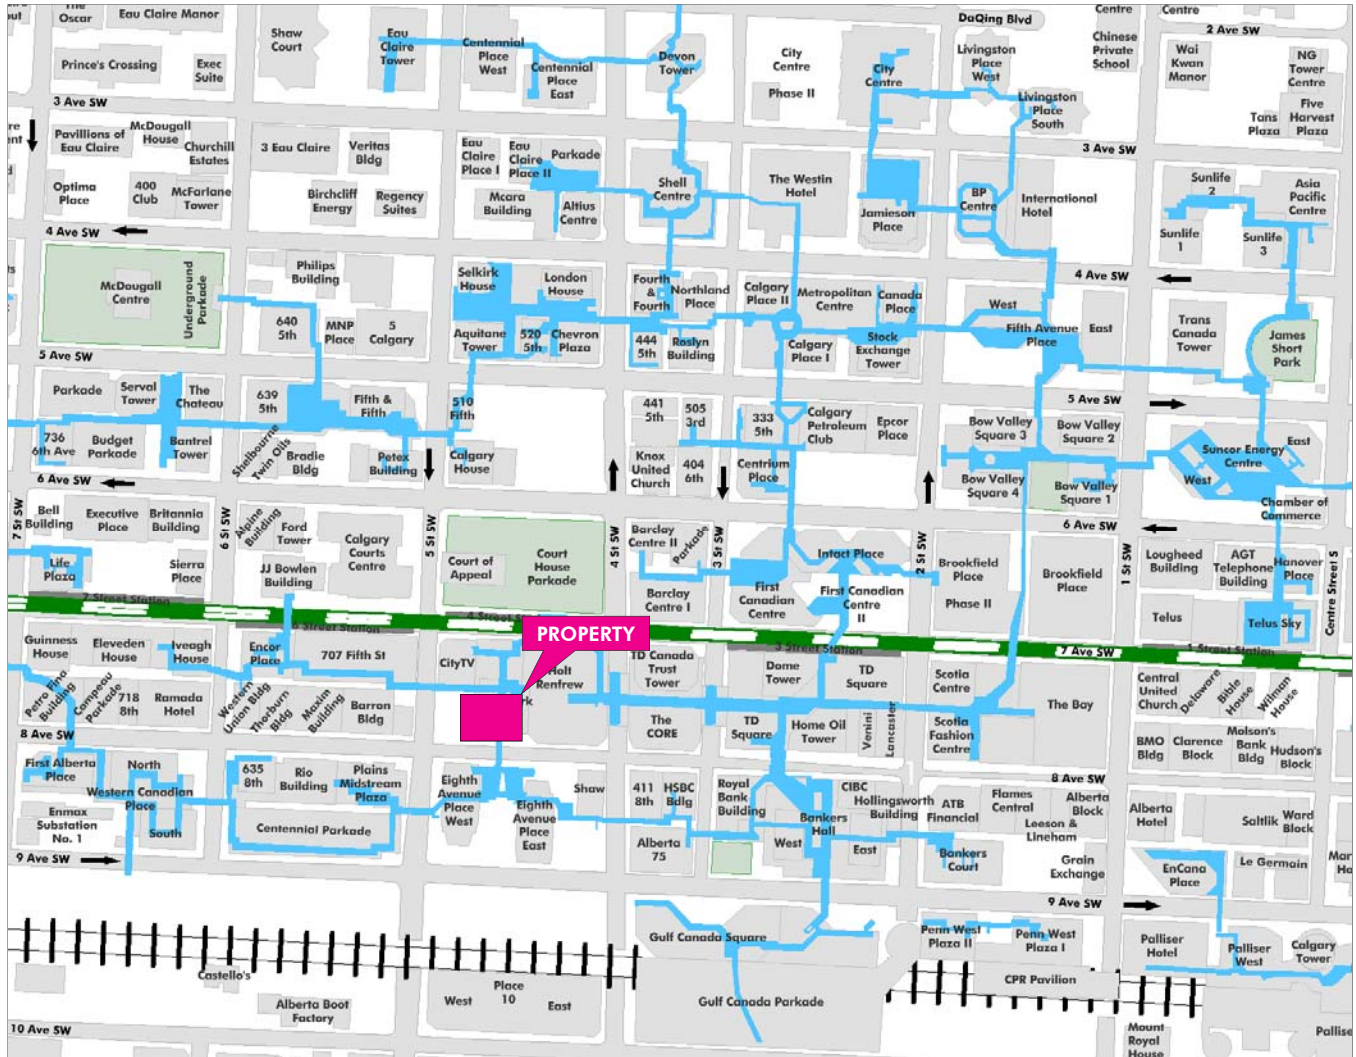 The
Oscar
Eau Claire Manor
Prince's Crossing
Exec
Suite
Shaw
Court
Eau
Claire
Tower
Centennial
Place
West
Centennial
Place
East
Devon
Tower
City
Centre
Phase II
City
Centre
DaQing Blvd
Livingston
Place
West
Livingston
Place
South
Centre
Chinese
Private
School
Centre
2 Ave SW
Wai
Kwan
Manor
NG
Tower
Centre
Tans
Plaza
Five
Harvest
Plaza
3 Ave SW
3 Ave SW
Pavillions of
Eau Claire
McDougall
House
Churchill
Estates
Optima
Place
400
Club
McFarlane
Tower
3 Eau Claire
Veritas
Bldg
Birchcliff
Energy
Regency
Suites
Eau
Claire
Place I
Eau
Claire
Place II
Parkade
Mcara
Building
Altius
Centre
Shell
Centre
The Westin
Hotel
Jamieson
Place
BP
Centre
International
Hotel
Sunlife
2
Asia
Pacific
Centre
Sunlife
1
Sunlife
3
4 Ave SW
4 Ave SW
McDougall
Centre
Underground
Parkade
Philips
Building
640
5th
MNP
Place
5
Calgary
Selkirk
House
London
House
Aquitane
Tower
520
5th
Chevron
Plaza
Fourth
&
Fourth
Northland
Place
444
5th
Roslyn
Building
Calgary
Place II
Metropolitan
Centre
Canada
Place
Calgary
Place I
Stock
Exchange
Tower
West
Fifth Avenue
Place
East
Trans
Canada
Tower
James
Short
Park
5 Ave SW
5 Ave SW
Parkade
Serval
Tower
The
Chateau
736
6th Ave
Budget
Parkade
Bantrel
Tower
639
5th
Fifth &
Fifth
Shelbourne
Twin Oils
Bradie
Bldg
Petex
Building
510
Fifth
Calgary
House
441
5th
505
3rd
Knox
United
Church
404
6th
333
5th
Centrium
Place
Calgary
Petroleum
Club
Epcor
Place
Bow Valley
Square 3
Bow Valley
Square 2
Bow Valley
Square 4
Bow Valley
Square 1
Suncor Energy
Centre
East
West
Chamber of
Commerce
6 Ave SW
6 Ave SW
7 St SW
6 St SW
5 St SW
4 St SW
3 St SW
2 St SW
1 St SW
Centre Street S
Bell
Building
Executive
Place
Britannia
Building
Life
Plaza
Sierra
Place
Alpine
Building
Ford
Tower
JJ Bowlen
Building
Calgary
Courts
Centre
Court of
Appeal
Court
House
Parkade
Barclay
Centre II
Parkade
Barclay
Centre I
First
Canadian
Centre
Intact Place
First Canadian
Centre
II
Brookfield
Place
Phase II
Brookfield
Place
Lougheed
Building
AGT
Telephone
Building
Hanover
Place
Telus
Telus Sky
7 Street Station
6 Street Station
4 Street St
3 Street Station
1 Street Station
7 Ave SW
PROPERTY
Guinness
House
Eleveden
House
Iveagh
House
Encor
Place
707 Fifth St
CityTV
Holt
Renfrew
rk
TD Canada
Trust
Tower
Dome
Tower
TD
Square
Scotia
Centre
The Bay
Central
United
Church
Delaware
Bible
House
Wilman
House
Petro Fina
Building
Campeau
Parkade
718
8th
Ramada
Hotel
Western
Union Bldg
Thorburn
Bldg
Maxim
Building
Barron
Bldg
The
CORE
TD
Square
Home Oil
Tower
Venini
Lancaster
Scotia
Fashion
Centre
BMO
Bldg
Clarence
Block
Molson's
Bank
Bldg
Hudson's
Block
8 Ave SW
8 Ave SW
First Alberta
Place
North
Western Canadian
Place
South
Enmax
Substation
No. 1
635
8th
Rio
Building
Plains
Midstream
Plaza
Centennial Parkade
Eighth
Avenue
Place
West
Eighth
Avenue
Place
East
Shaw
411
8th
HSBC
Bdlg
Alberta
75
Royal
Bank
Building
Bankers
Hall
West
East
CIBC
Hollingsworth
Building
ATB
Financial
Bankers
Court
Flames
Central
Alberta
Block
Leeson &
Lineham
Grain
Exchange
Alberta
Hotel
Saltlik
Ward
Block
EnCana
Place
Le Germain
9 Ave SW
9 Ave SW
Gulf Canada Square
Gulf Canada Parkade
Penn West
Plaza II
Penn West
Plaza I
CPR Pavilion
Palliser
Hotel
Palliser
West
Calgary
Tower
Castello's
Alberta Boot
Factory
West
Place
10
East
10 Ave SW
Mount
Royal
House